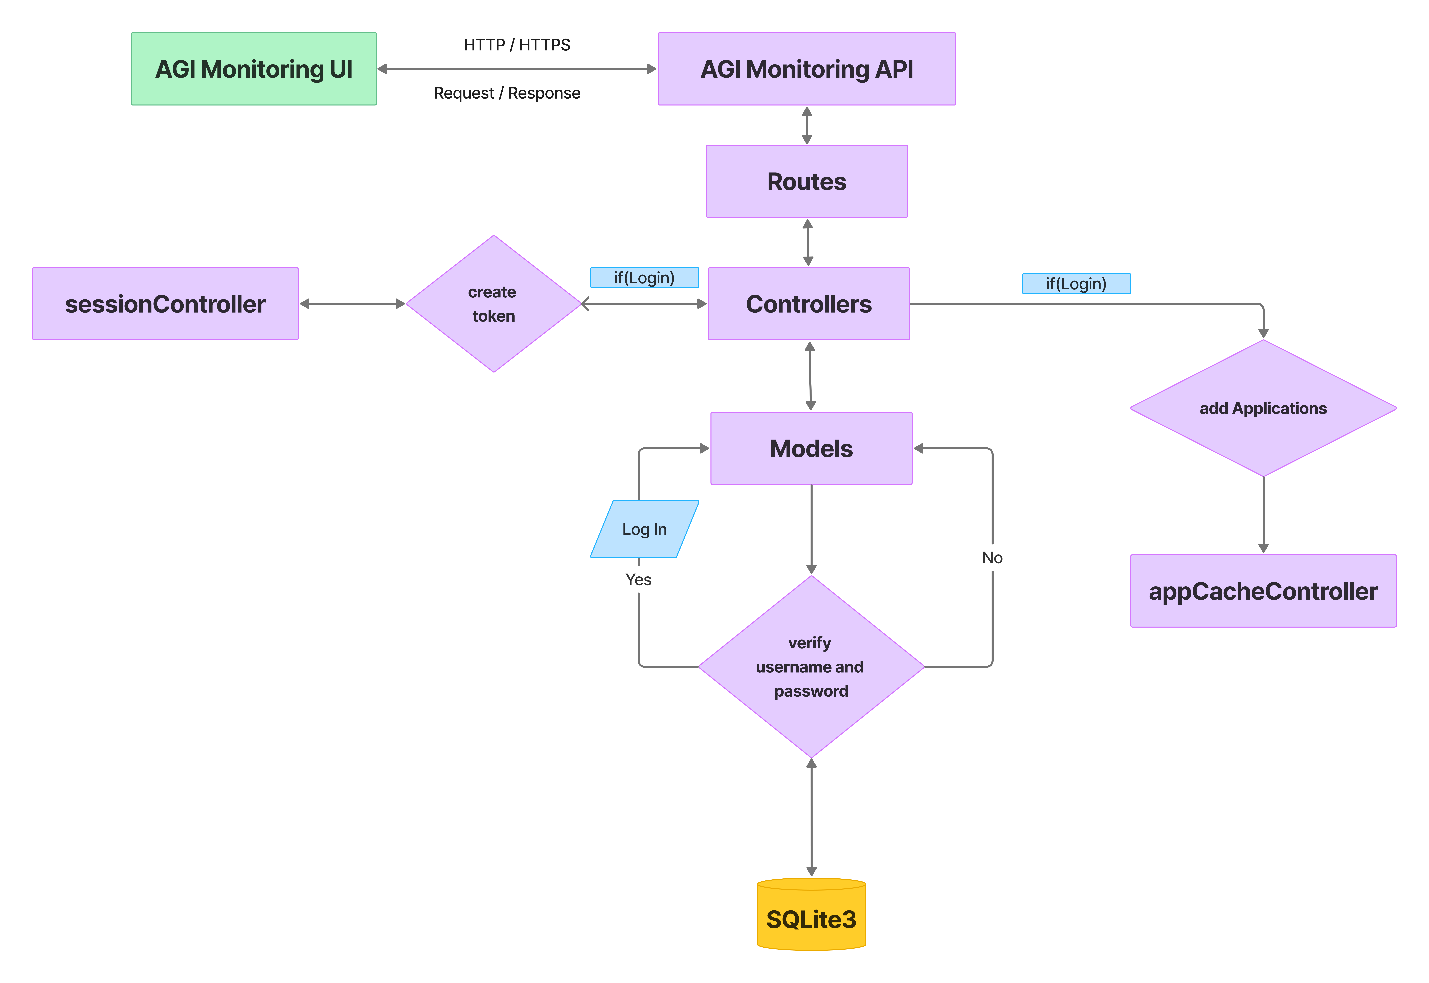 HTTP / HTTPS
AGI Monitoring UI
AGI Monitoring API
Request / Response
Routes
if(Login)
if(Login)
sessionController
create
token
Controllers
add Applications
Models
Log In
Yes
No
appCacheController
verify
username and
password
SQLite3